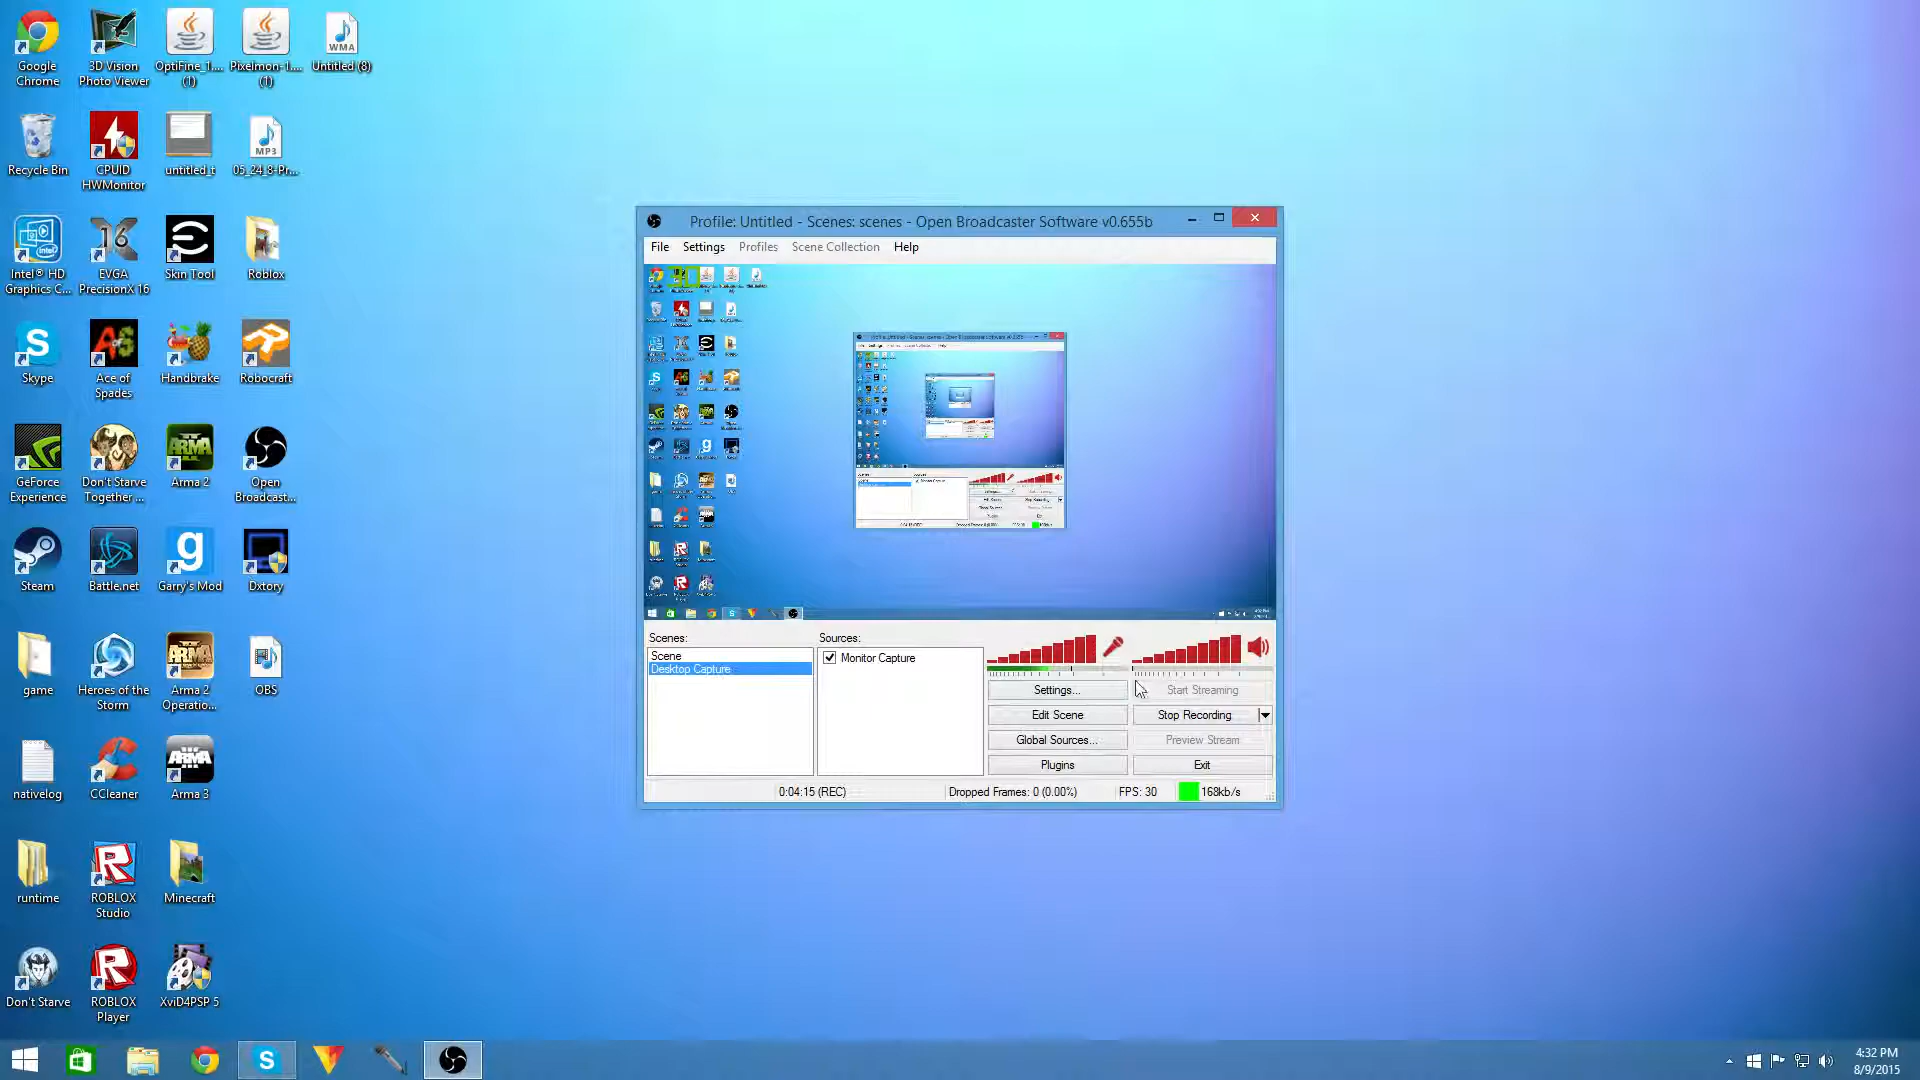 Google
Chrome
3D Vision
Photo Viewer
OptiFine_1....
(1)
Pixelmon-1....
(1)
WMA
Untitled (8)
Recycle Bin
CPUID
HWMonitor
untitled_t
MP3
05_24_8-Pr...
Intel® HD
Graphics C...
EVGA
PrecisionX 16
Skin Tool
Roblox
Skype
Ace of
Spades
Handbrake
Robocraft
GeForce
Experience
Don't Starve
Together ...
Arma 2
Open
Broadcast...
Steam
Battle.net
Garry's Mod
Dxtory
game
Heroes of the
Storm
Arma 2
Operatio...
OBS
nativelog
CCleaner
Arma 3
runtime
ROBLOX
Studio
Minecraft
Don't Starve
ROBLOX
Player
XviD4PSP 5
Profile: Untitled - Scenes: scenes - Open Broadcaster Software v0.655b
File Settings Profiles Scene Collection Help
Scenes:
Scene
Desktop Capture
Sources:
Monitor Capture
Settings...
Start Streaming
Edit Scene
Stop Recording
Global Sources...
Preview Stream
Plugins
Exit
0:04:15 (REC)
Dropped Frames: 0 (0.00%)
FPS: 30
168kb/s
4:32 PM
8/9/2015